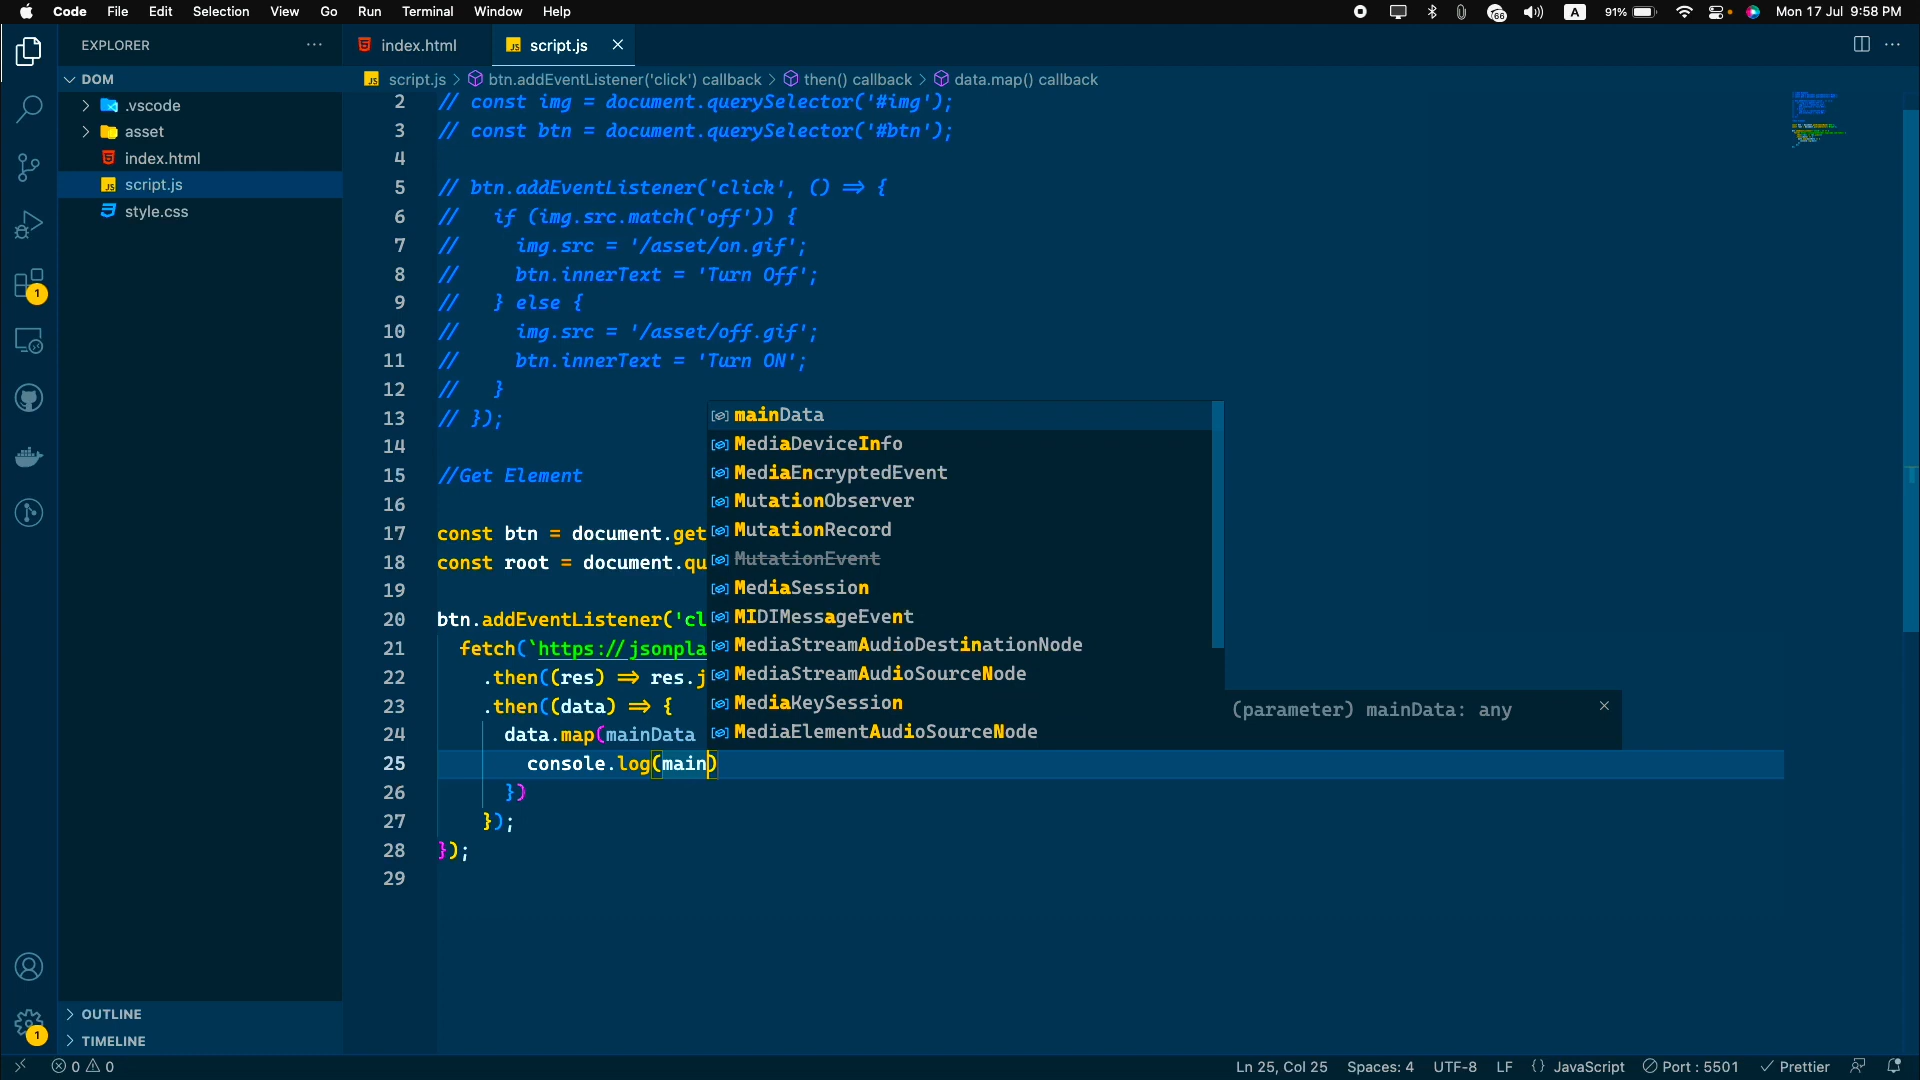 Code File Edit Selection View Go Run Terminal Window Help
66 A 91% Mon 17 Jul 9:58 PM
EXPLORER
index.html
JS script.js
DOM
JS script.js > btn.addEventListener('click') callback > then() callback > data.map() callback
.vscode
asset
index.html
JS script.js
style.css
2 // const img = document.querySelector('#img');
3 // const btn = document.querySelector('#btn');
4
5 // btn.addEventListener('click', () => {
6 // if (img.src.match('off')) {
7 // img.src = '/asset/on.gif';
8 // btn.innerText = 'Turn Off';
9 // } else {
10 // img.src = '/asset/off.gif';
11 // btn.innerText = 'Turn ON';
12 // }
13 // });
14
15 //Get Element
16
17 const btn = document.get
18 const root = document.qu
19
20 btn.addEventListener('cl
21 fetch(`https://jsonpla
22 .then((res) => res.j
23 .then((data) => {
24 data.map(mainData
25 console.log(main)
26 })
27 });
28 });
29
mainData
MediaDeviceInfo
MediaEncryptedEvent
MutationObserver
MutationRecord
MutationEvent
MediaSession
MIDIMessageEvent
MediaStreamAudioDestinationNode
MediaStreamAudioSourceNode
MediaKeySession
MediaElementAudioSourceNode
(parameter) mainData: any
1
1
OUTLINE
TIMELINE
0 0
Ln 25, Col 25 Spaces: 4 UTF-8 LF {} JavaScript Port : 5501 Prettier